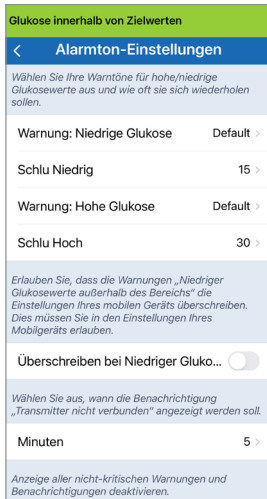 Glukose innerhalb von Zielwerten
Alarmton-Einstellungen
Wählen Sie Ihre Warntöne für hohe/niedrige
Glukosewerte aus und wie oft sie sich wiederholen
sollen.
Warnung: Niedrige Glukose Default
Schlu Niedrig 15
Warnung: Hohe Glukose Default
Schlu Hoch 30
Erlauben Sie, dass die Warnungen „Niedriger
Glukosewerte außerhalb des Bereichs“ die
Einstellungen Ihres mobilen Geräts überschreiben.
Dies müssen Sie in den Einstellungen Ihres
Mobilgeräts erlauben.
Überschreiben bei Niedriger Gluko...
Wählen Sie aus, wann die Benachrichtigung
„Transmitter nicht verbunden“ angezeigt werden soll.
Minuten 5
Anzeige aller nicht-kritischen Warnungen und
Benachrichtigungen deaktivieren.